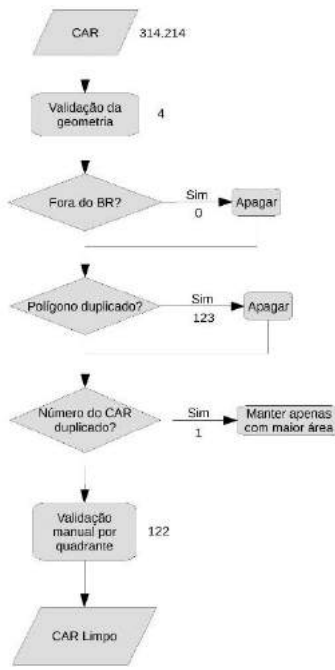 CAR
314.214
Validação da
geometria
4
Fora do BR?
Sim
0
Apagar
Polígono duplicado?
Sim
123
Apagar
Número do CAR
duplicado?
Sim
1
Manter apenas
com maior área
Validação
manual por
quadrante
122
CAR Limpo